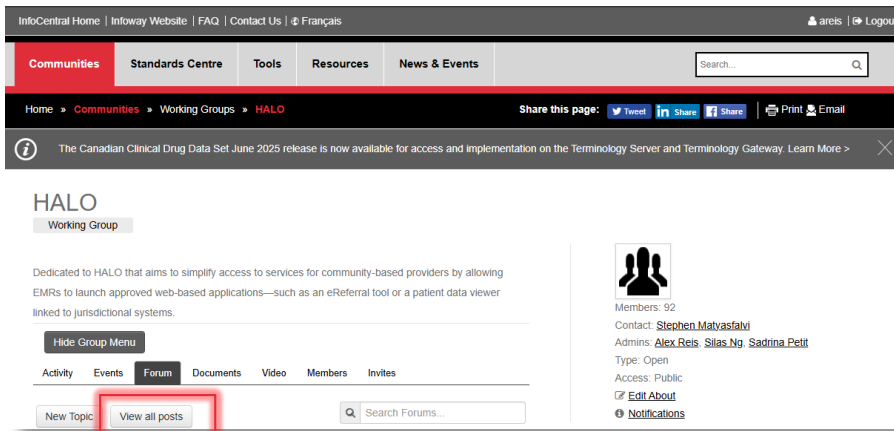 InfoCentral Home | Infoway Website | FAQ | Contact Us | Français
areis | Logou
Communities Standards Centre Tools Resources News & Events
Search...
Home » Communities » Working Groups » HALO
Share this page: Tweet in Share Share | Print Email
The Canadian Clinical Drug Data Set June 2025 release is now available for access and implementation on the Terminology Server and Terminology Gateway. Learn More >
HALO
Working Group
Dedicated to HALO that aims to simplify access to services for community-based providers by allowing
EMRs to launch approved web-based applications—such as an eReferral tool or a patient data viewer
linked to jurisdictional systems.
Hide Group Menu
Activity Events Forum Documents Video Members Invites
New Topic View all posts
Search Forums...
Members: 92
Contact: Stephen Matyasfalvi
Admins: Alex Reis, Silas Ng, Sadrina Petit
Type: Open
Access: Public
Edit About
Notifications